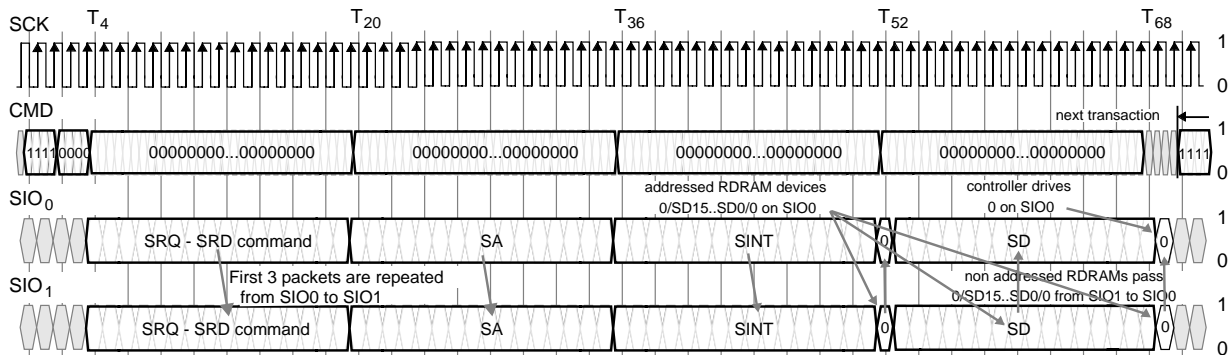 T4 T20 T36 T52 T68
SCK
1
0
CMD
next transaction
1
1111 0000 00000000...00000000 00000000...00000000 00000000...00000000 00000000...00000000 1111
0
addressed RDRAM devices
0/SD15..SD0/0 on SIO0
controller drives
0 on SIO0
SIO0
1
SRQ - SRD command SA SINT 0 SD 0
0
First 3 packets are repeated
from SIO0 to SIO1
non addressed RDRAMs pass
0/SD15..SD0/0 from SIO1 to SIO0
SIO1
1
SRQ - SRD command SA SINT 0 SD 0
0